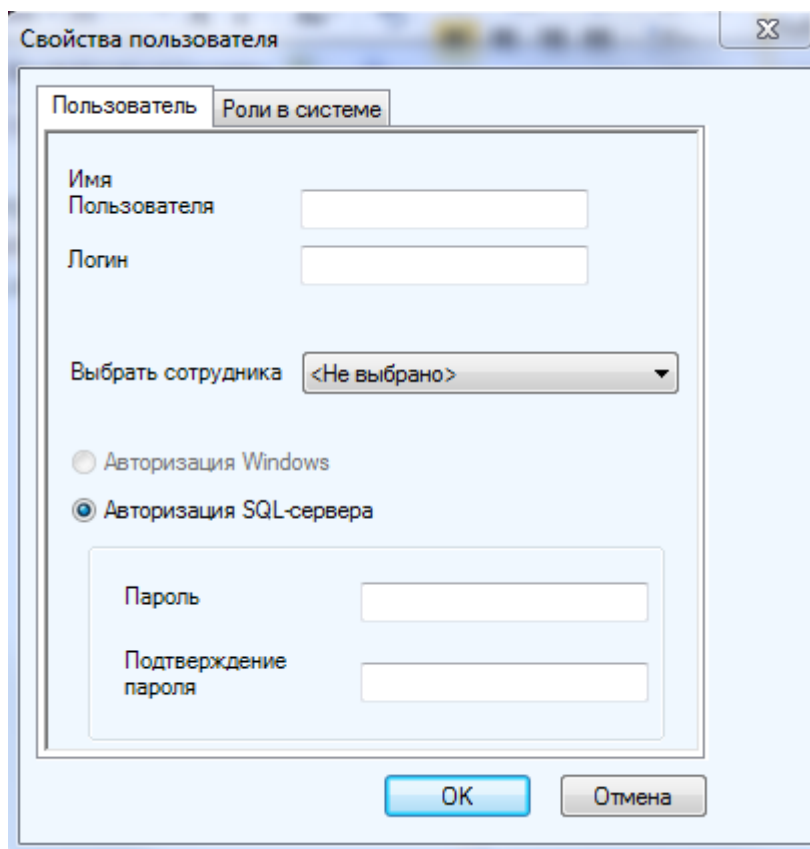 Свойства пользователя
Пользователь
Роли в системе
Имя
Пользователя
Логин
Выбрать сотрудника
<Не выбрано>
Авторизация Windows
Авторизация SQL-сервера
Пароль
Подтверждение
пароля
OK
Отмена